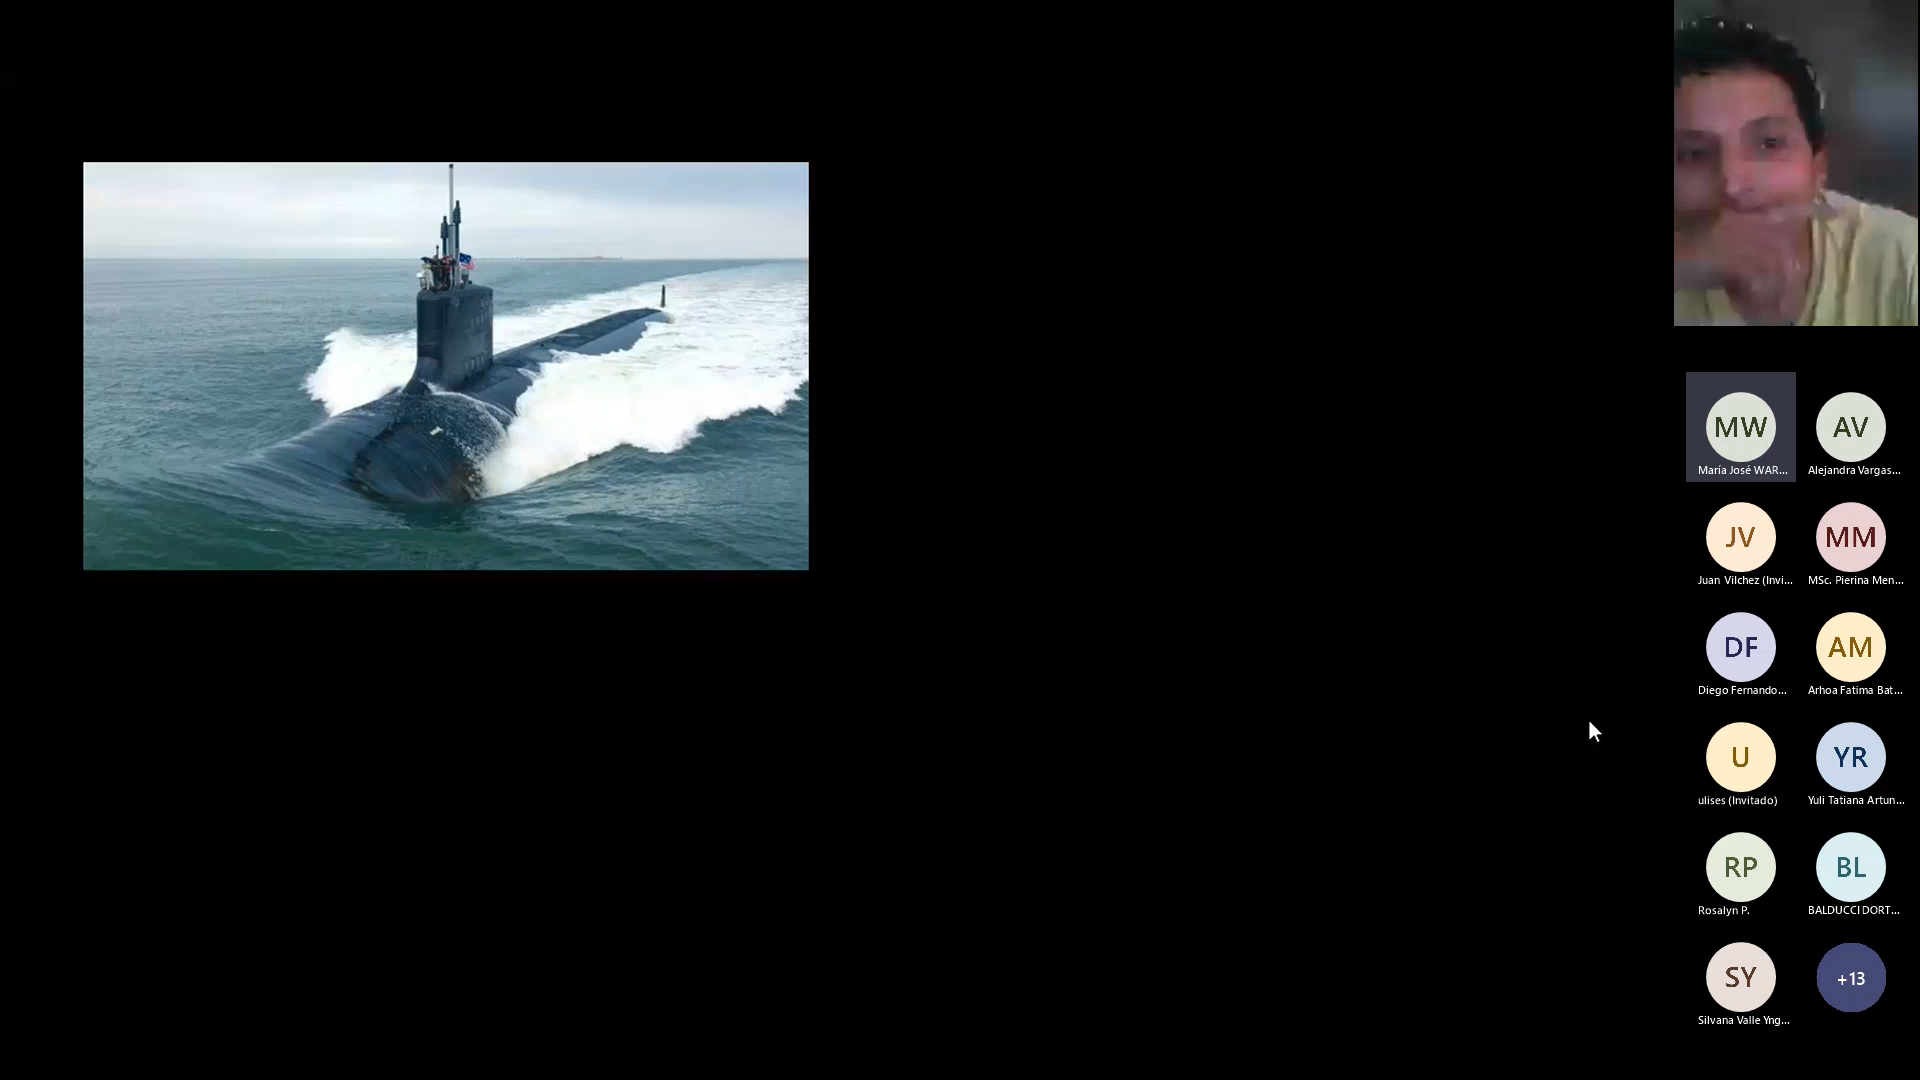 MW
AV
María José WAR...
Alejandra Vargas...
JV
MM
Juan Vilchez (Invi...
MSc. Pierina Men...
DF
AM
Diego Fernando...
Arhoa Fatima Bat...
U
YR
ulises (Invitado)
Yuli Tatiana Artun...
RP
BL
Rosalyn P.
BALDUCCI DORT...
SY
+13
Silvana Valle Yng...